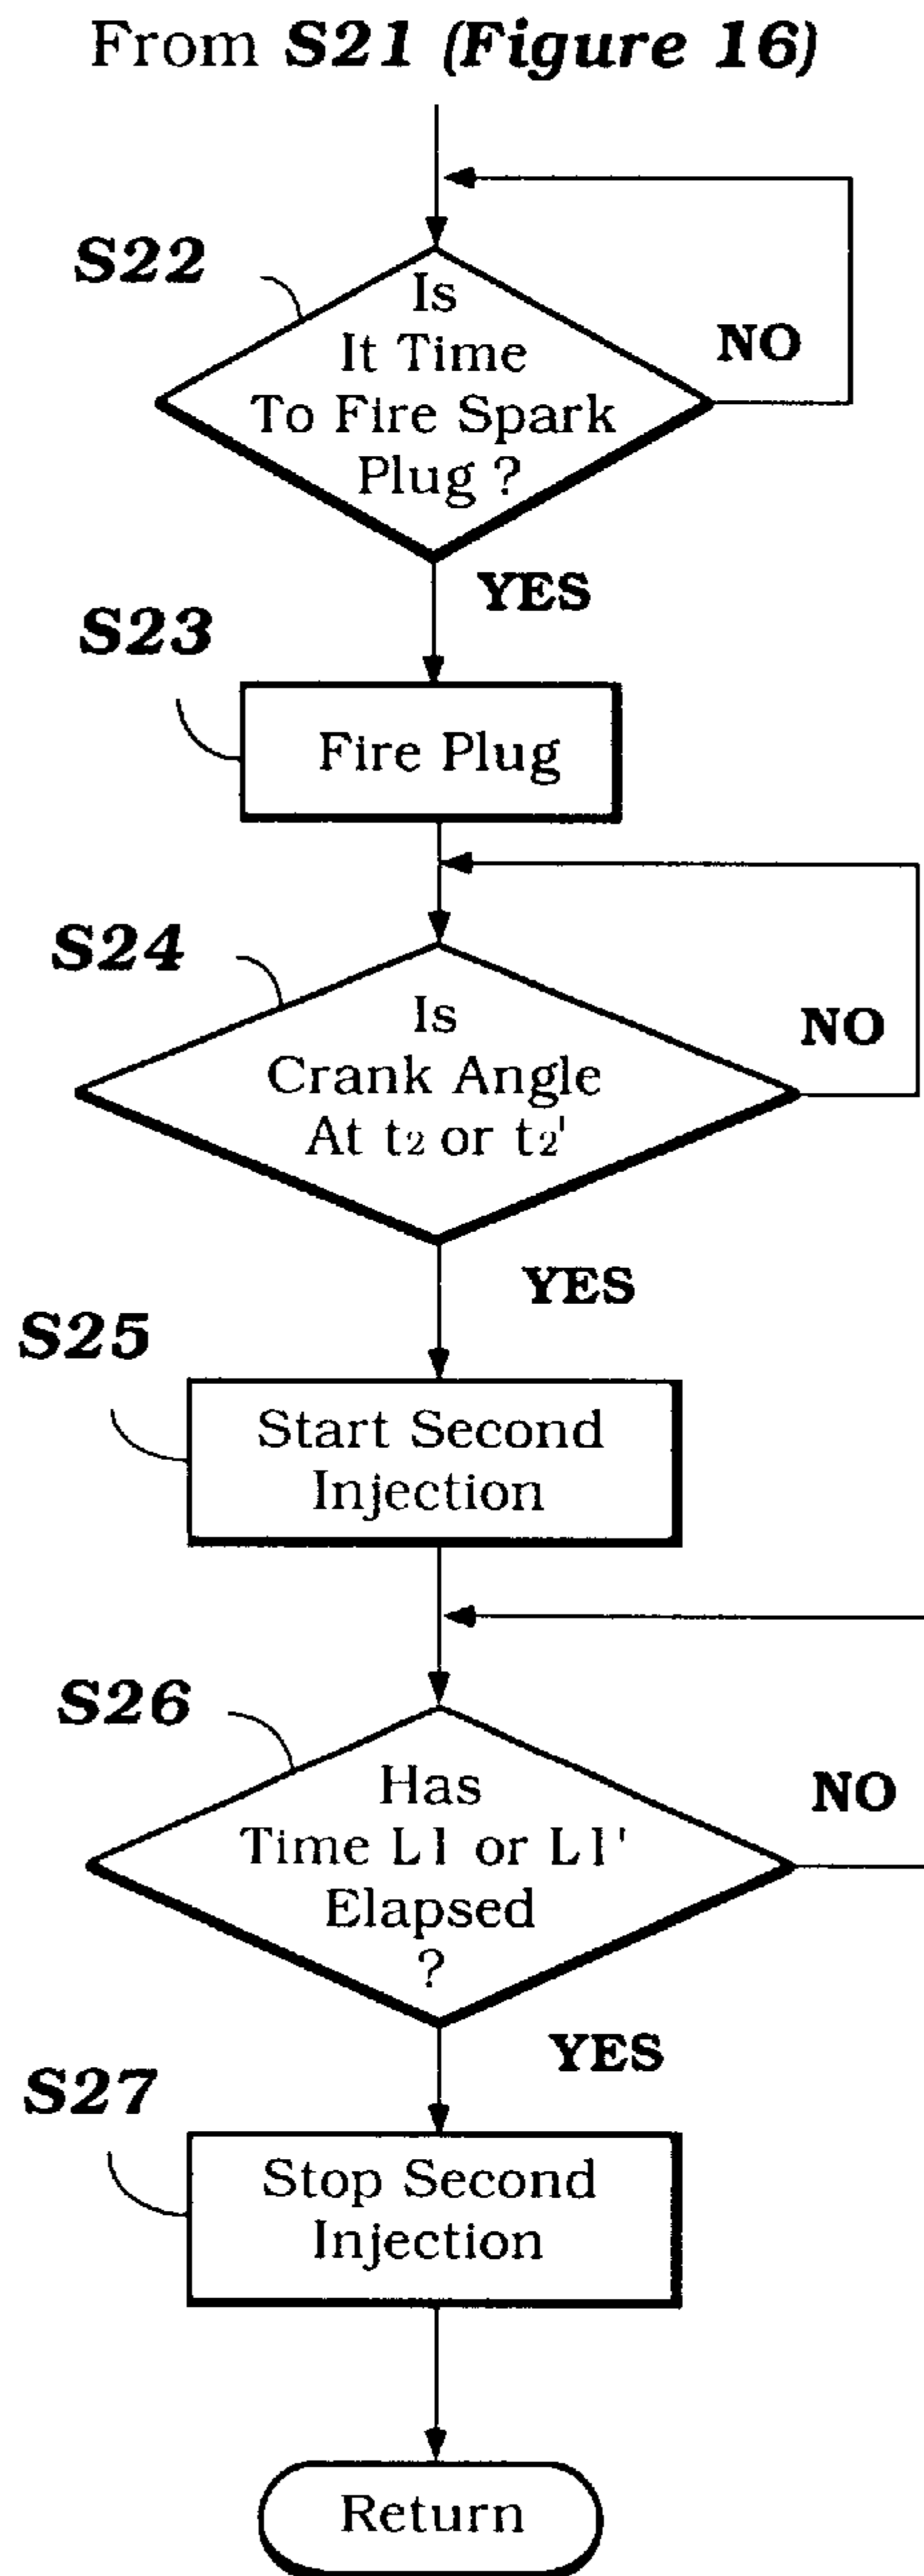 From S21 (Figure 16)
S22
Is
It Time
To Fire Spark
Plug ?
NO
YES
S23
Fire Plug
S24
Is
Crank Angle
At t2 or t2'
NO
YES
S25
Start Second
Injection
S26
Has
Time L1 or L1'
Elapsed
?
NO
YES
S27
Stop Second
Injection
Return